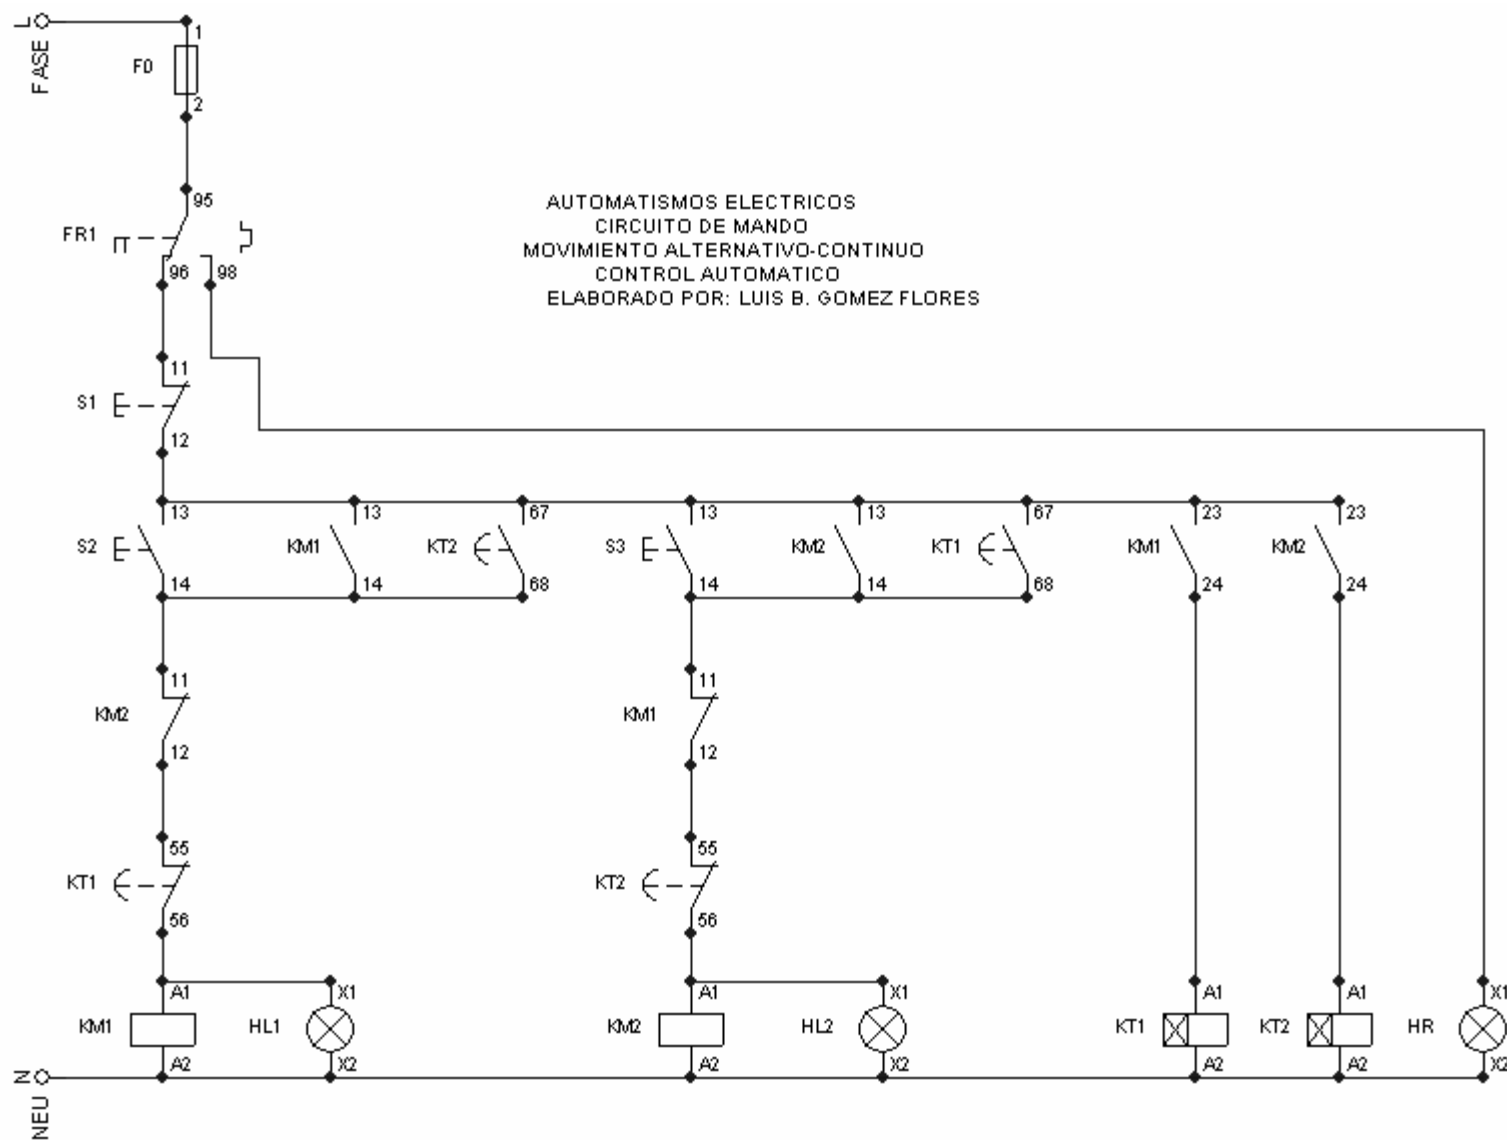 L
FASE
1
F0
2
95
FR1
96
98
AUTOMATISMOS ELECTRICOS
CIRCUITO DE MANDO
MOVIMIENTO ALTERNATIVO-CONTINUO
CONTROL AUTOMATICO
ELABORADO POR: LUIS B. GOMEZ FLORES
11
S1
12
13 13 67 13 13 67 23 23
S2 KM1 KT2 S3 KM2 KT1 KM1 KM2
14 14 68 14 14 68 24 24
11 11
KM2 KM1
12 12
55 55
KT1 KT2
56 56
A1 X1 A1 X1 A1 A1 X1
KM1 HL1 KM2 HL2 KT1 KT2 HR
A2 X2 A2 X2 A2 A2 X2
N
NEU